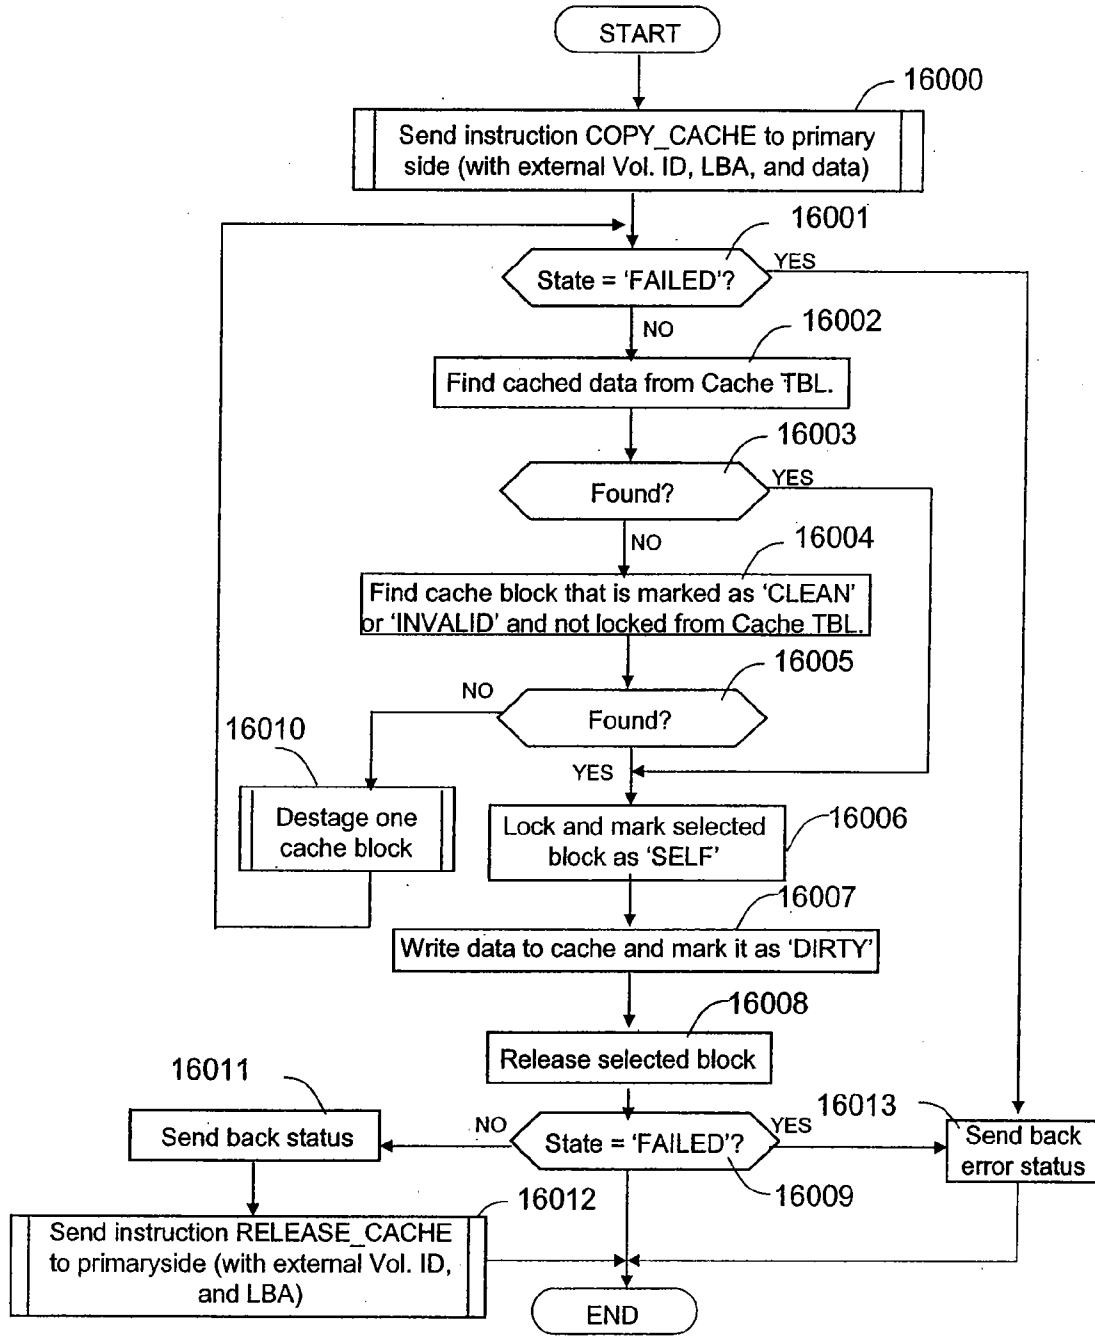 START
16000
Send instruction COPY_CACHE to primary
side (with external Vol. ID, LBA, and data)
16001
State = ‘FAILED’?
YES
NO
16002
Find cached data from Cache TBL.
16003
Found?
YES
NO
16004
Find cache block that is marked as ‘CLEAN’
or ‘INVALID’ and not locked from Cache TBL.
16005
NO
Found?
16010
YES
Destage one
cache block
Lock and mark selected
block as ‘SELF’
16006
16007
Write data to cache and mark it as ‘DIRTY’
16008
Release selected block
16011
16013
Send back status
NO
State = ‘FAILED’?
YES
Send back
error status
16009
16012
Send instruction RELEASE_CACHE
to primaryside (with external Vol. ID,
and LBA)
END